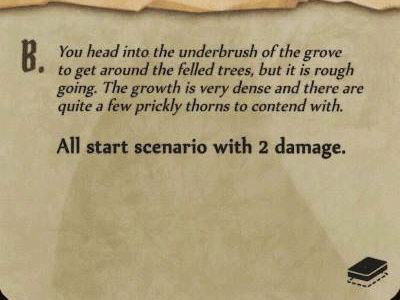 B. You head into the underbrush of the grove
to get around the felled trees, but it is rough
going. The growth is very dense and there are
quite a few prickly thorns to contend with.
All start scenario with 2 damage.